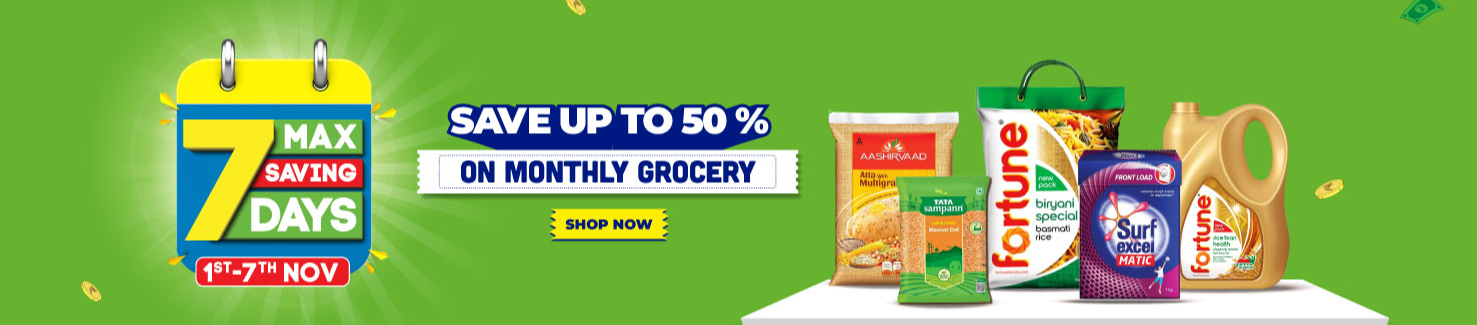 7
MAX
SAVING
DAYS
1ST-7TH NOV
SAVE UP TO 50 %
ON MONTHLY GROCERY
SHOP NOW
AASHIRVAAD
Atta with
Multigra
TATA
sampann
Masoor Dal
fortune
new
pack
biryani
special
basmati
rice
FRONT LOAD
Surf
excel
MATIC
fortune
rice bran
health